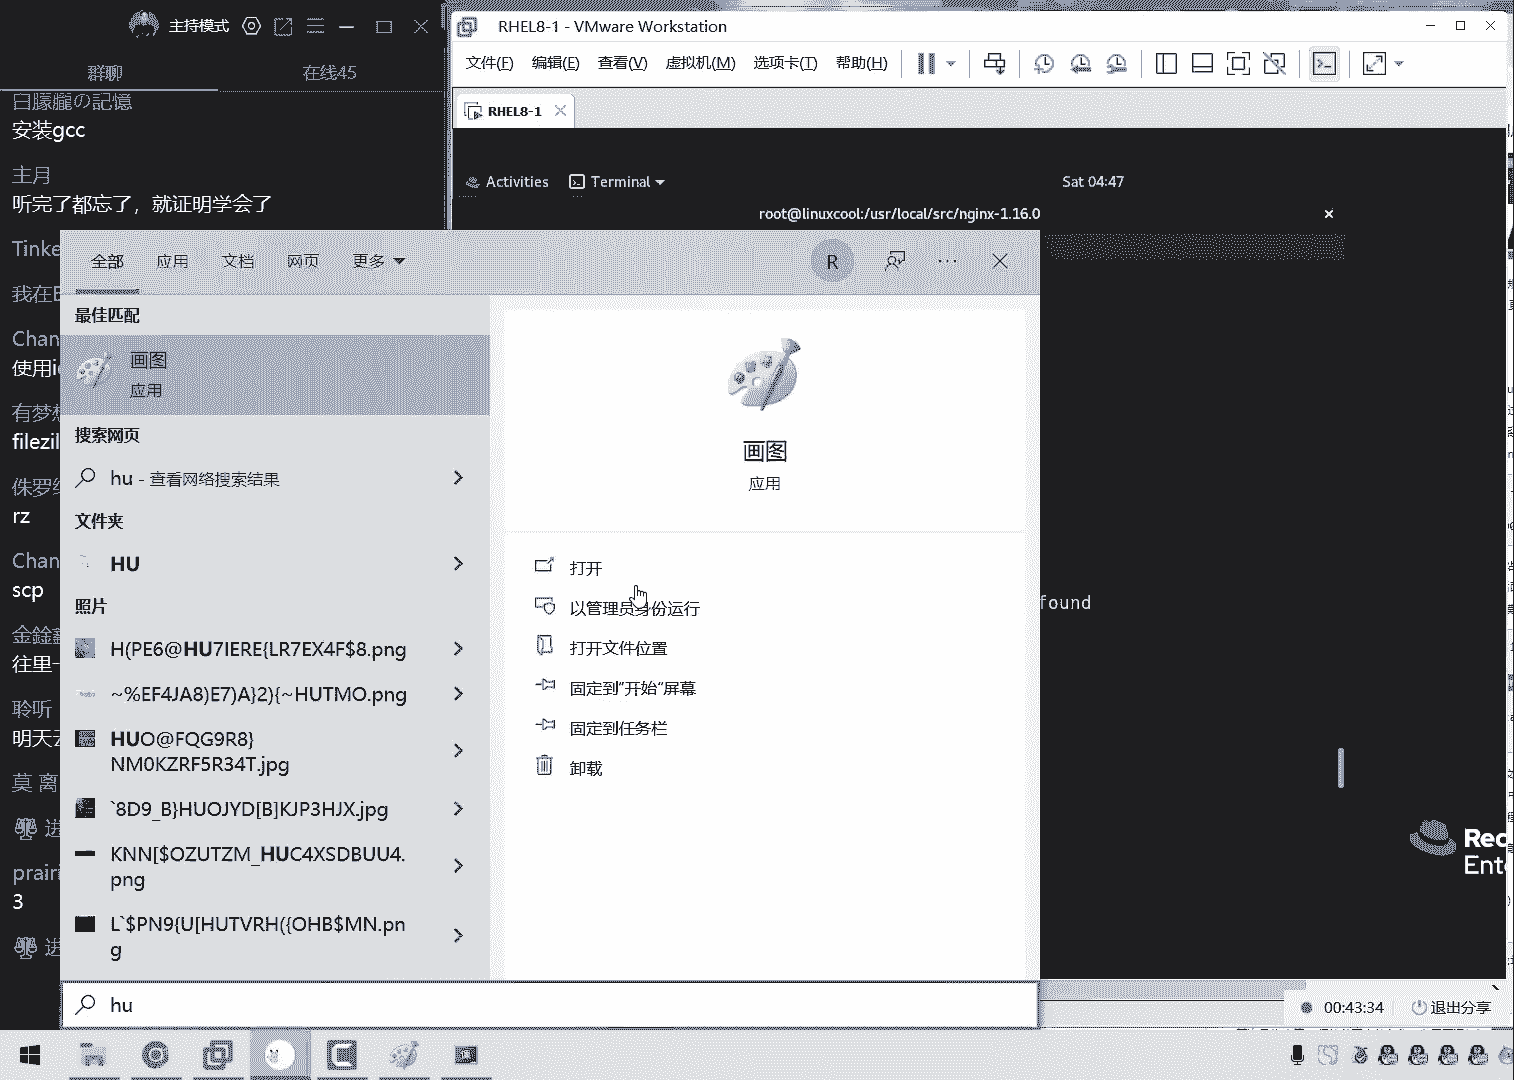 主持模式
群聊
在线45
白朦朧の記憶
安装gcc
主月
听完了都忘了，就证明学会了
Tinke
我在
Chan
使用i
有梦想
filezil
侏罗纪
rz
Chan
scp
金銓鑫
往里一
聆听
明天云
莫 离
进
prairi
3
进
RHEL8-1 - VMware Workstation
文件(F) 编辑(E) 查看(V) 虚拟机(M) 选项卡(T) 帮助(H)
RHEL8-1
Activities
Terminal
Sat 04:47
root@linuxcool:/usr/local/src/nginx-1.16.0
found
Red
Ente
全部 应用 文档 网页 更多
R
最佳匹配
画图
应用
搜索网页
hu - 查看网络搜索结果
文件夹
HU
照片
H(PE6@HU7IERE{LR7EX4F$8.png
~%EF4JA8)E7)A}2){~HUTMO.png
HUO@FQG9R8}
NM0KZRF5R34T.jpg
`8D9_B}HUOJYD[B]KJP3HJX.jpg
KNN[$OZUTZM_HUC4XSDBUU4.
png
L`$PN9{U[HUTVRH({OHB$MN.pn
g
画图
应用
打开
以管理员身份运行
打开文件位置
固定到"开始"屏幕
固定到任务栏
卸载
hu
00:43:34
退出分享